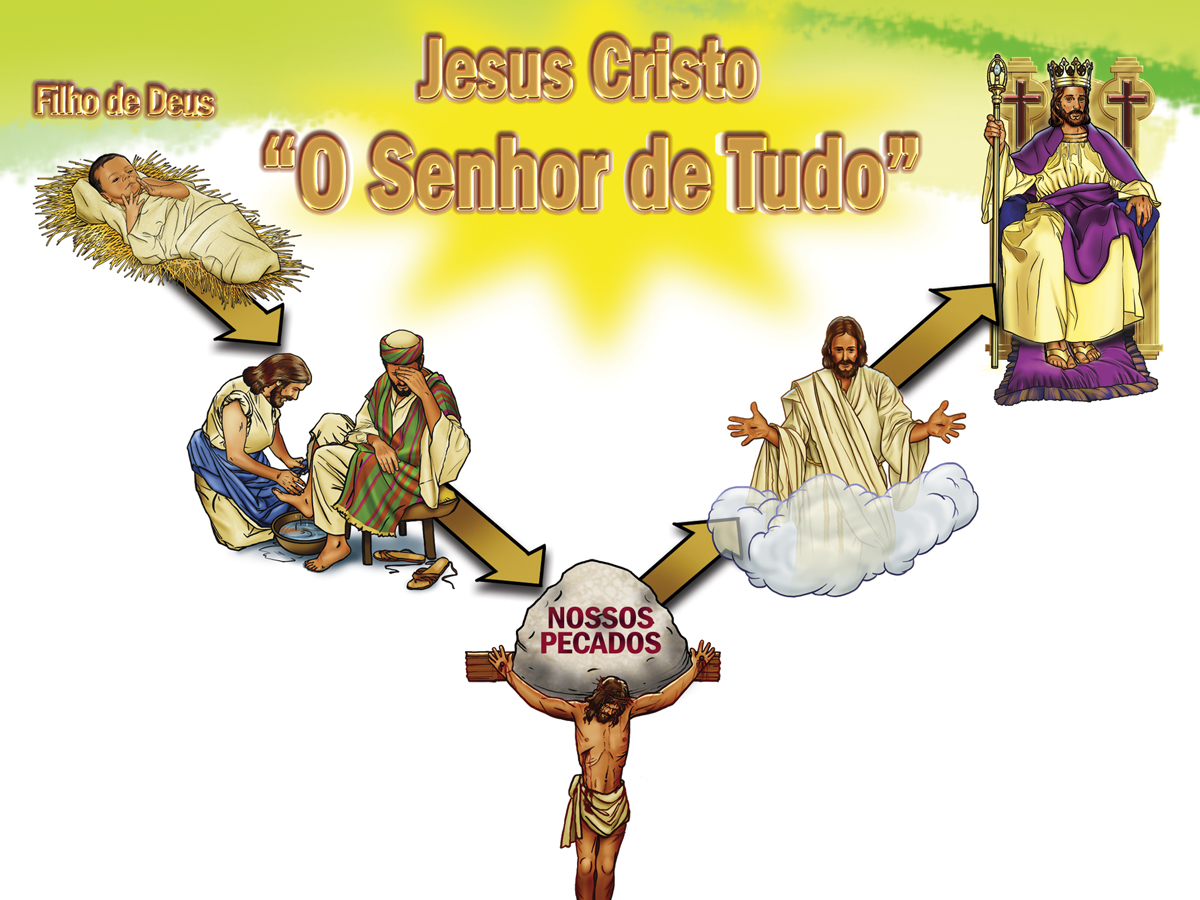 Jesus Cristo
Filho de Deus
“O Senhor de Tudo”
NOSSOS
PECADOS